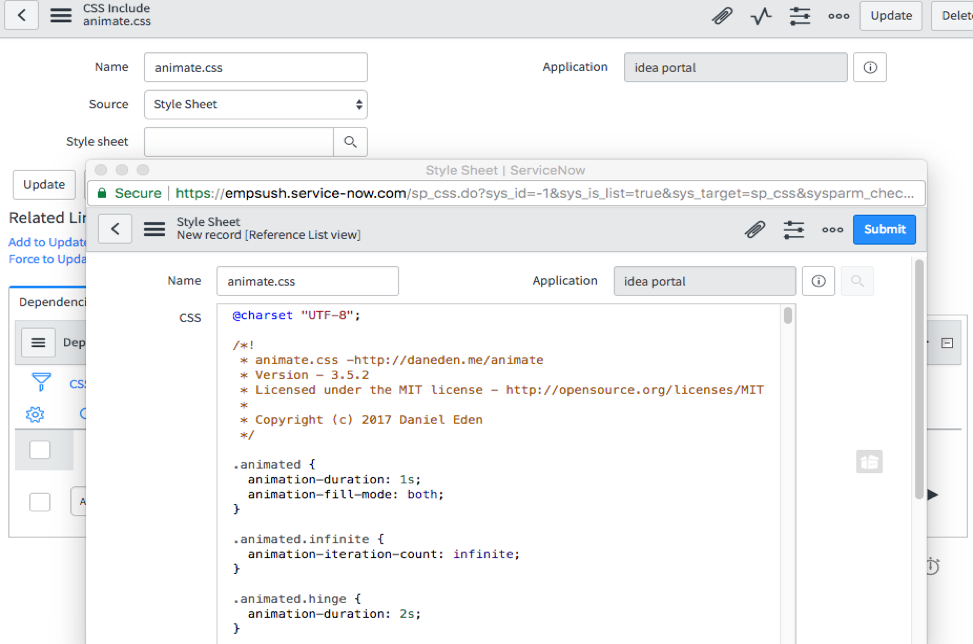 CSS Include
animate.css
Update
Delet
Name
animate.css
Application
idea portal
Source
Style Sheet
Style sheet
Update
Related Lin
Add to Update
Force to Upda
Dependenci
Dep
CSS
Style Sheet | ServiceNow
Secure | https://empsush.service-now.com/sp_css.do?sys_id=-1&sys_is_list=true&sys_target=sp_css&sysparm_chec...
Style Sheet
New record [Reference List view]
Submit
Name
animate.css
Application
idea portal
CSS
@charset "UTF-8";
/*!
* animate.css -http://daneden.me/animate
* Version - 3.5.2
* Licensed under the MIT license - http://opensource.org/licenses/MIT
*
* Copyright (c) 2017 Daniel Eden
*/
.animated {
animation-duration: 1s;
animation-fill-mode: both;
}
.animated.infinite {
animation-iteration-count: infinite;
}
.animated.hinge {
animation-duration: 2s;
}